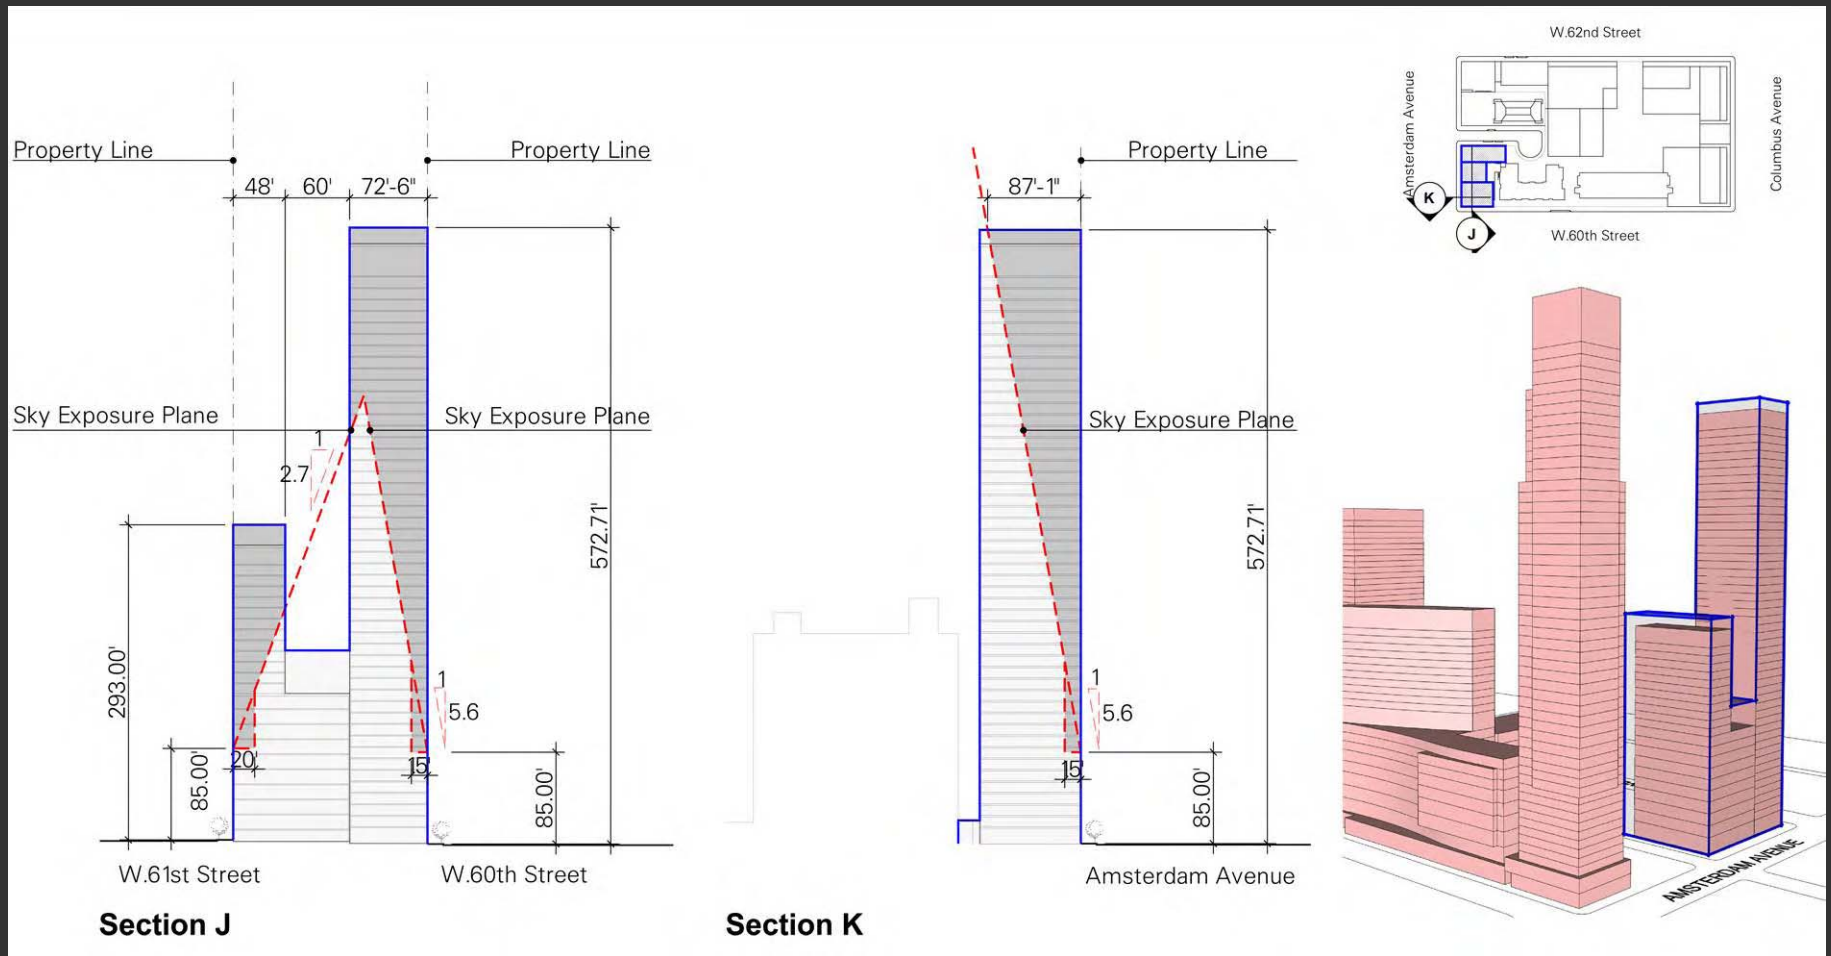 Property Line
Property Line
48'
60'
72'-6"
Sky Exposure Plane
Sky Exposure Plane
1
2.7
572.71'
293.00'
1
5.6
20'
15'
85.00'
85.00'
W.61st Street
W.60th Street
Section J
Property Line
87'-1"
Sky Exposure Plane
572.71'
1
5.6
15'
85.00'
Amsterdam Avenue
Section K
W.62nd Street
Amsterdam Avenue
Columbus Avenue
K
J
W.60th Street
AMSTERDAM AVENUE